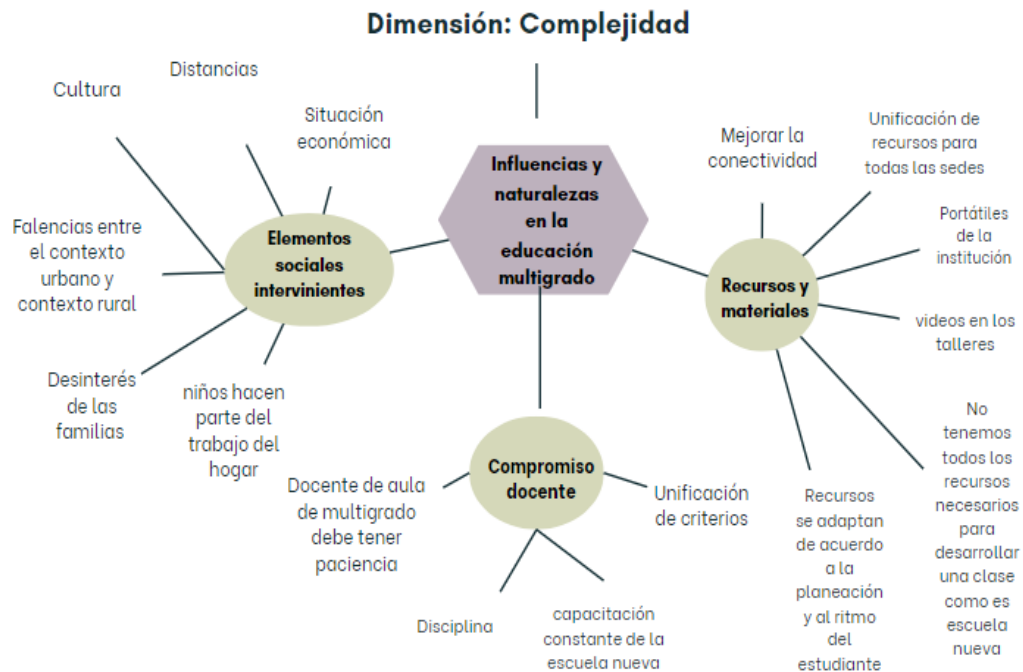 Dimensión: Complejidad
Cultura
Distancias
Situación
económica
Falencias entre
el contexto
urbano y
contexto rural
Desinterés
de las
familias
niños hacen
parte del
trabajo del
hogar
Elementos
sociales
intervinientes
Influencias y
naturalezas
en la
educación
multigrado
Mejorar la
conectividad
Unificación de
recursos para
todas las sedes
Portátiles
de la
institución
videos en los
talleres
Recursos y
materiales
No
tenemos
todos los
recursos
necesarios
para
desarrollar
una clase
como es
escuela
nueva
Recursos
se adaptan
de acuerdo
a la
planeación
y al ritmo
del
estudiante
Compromiso
docente
Docente de aula
de multigrado
debe tener
paciencia
Disciplina
capacitación
constante de la
escuela nueva
Unificación
de criterios